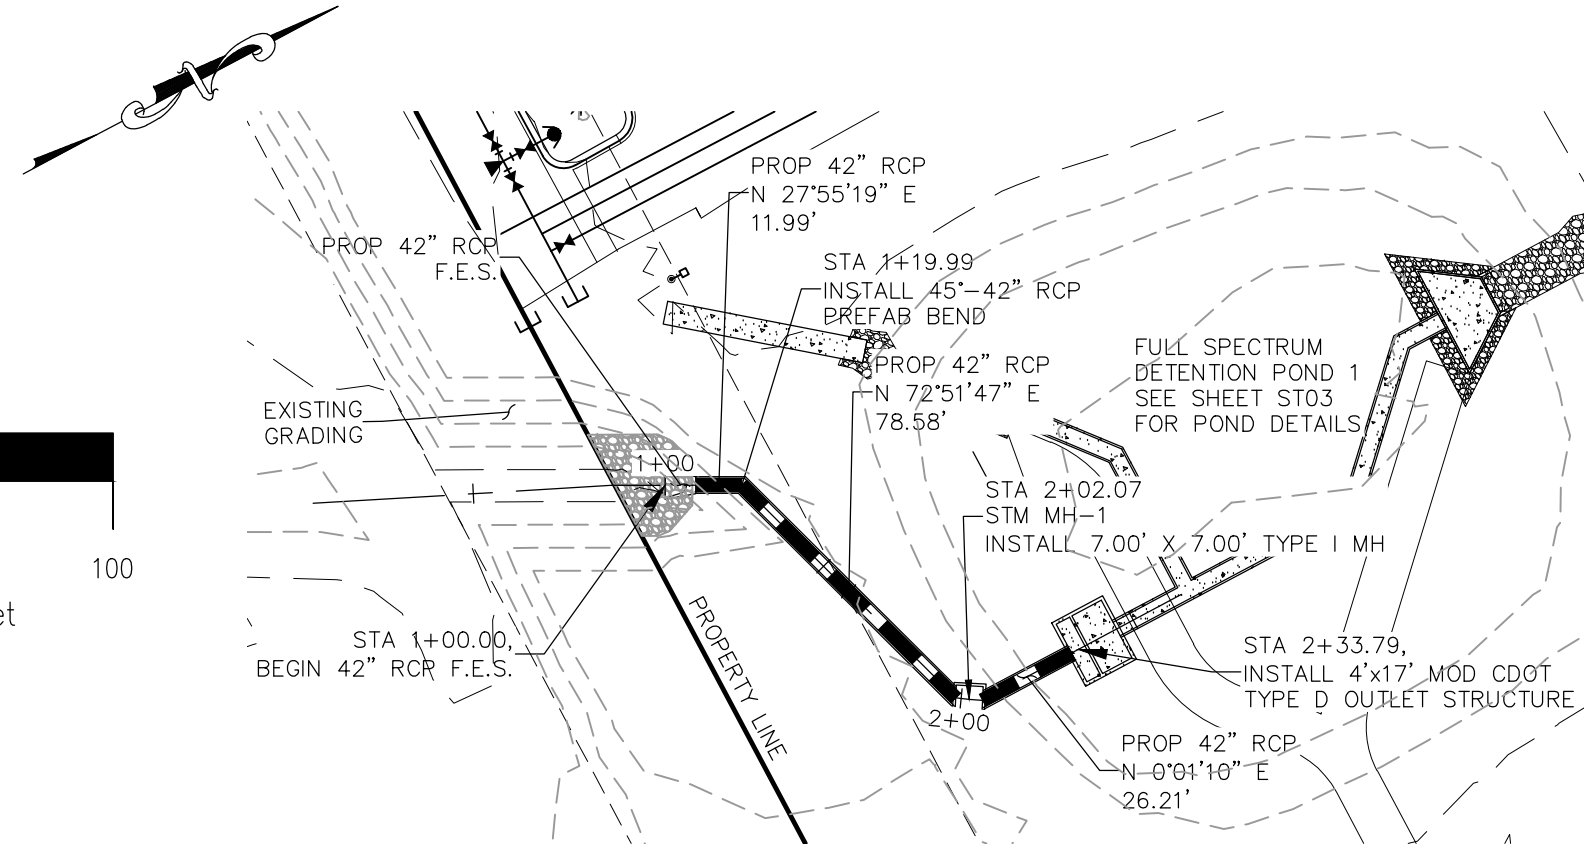 N
PROP 42” RCP
N 27°55’19” E
11.99’
PROP 42” RCP
F.E.S.
STA 1+19.99
INSTALL 45°–42” RCP
PREFAB BEND
FULL SPECTRUM
DETENTION POND 1
SEE SHEET ST03
FOR POND DETAILS
PROP 42” RCP
N 72°51’47” E
78.58’
EXISTING
GRADING
1+00
STA 2+02.07
STM MH–1
INSTALL 7.00’ X 7.00’ TYPE I MH
100
et
PROPERTY LINE
STA 1+00.00,
BEGIN 42” RCP F.E.S.
STA 2+33.79,
INSTALL 4’x17’ MOD CDOT
TYPE D OUTLET STRUCTURE
2+00
PROP 42” RCP
N 0°01’10” E
26.21’